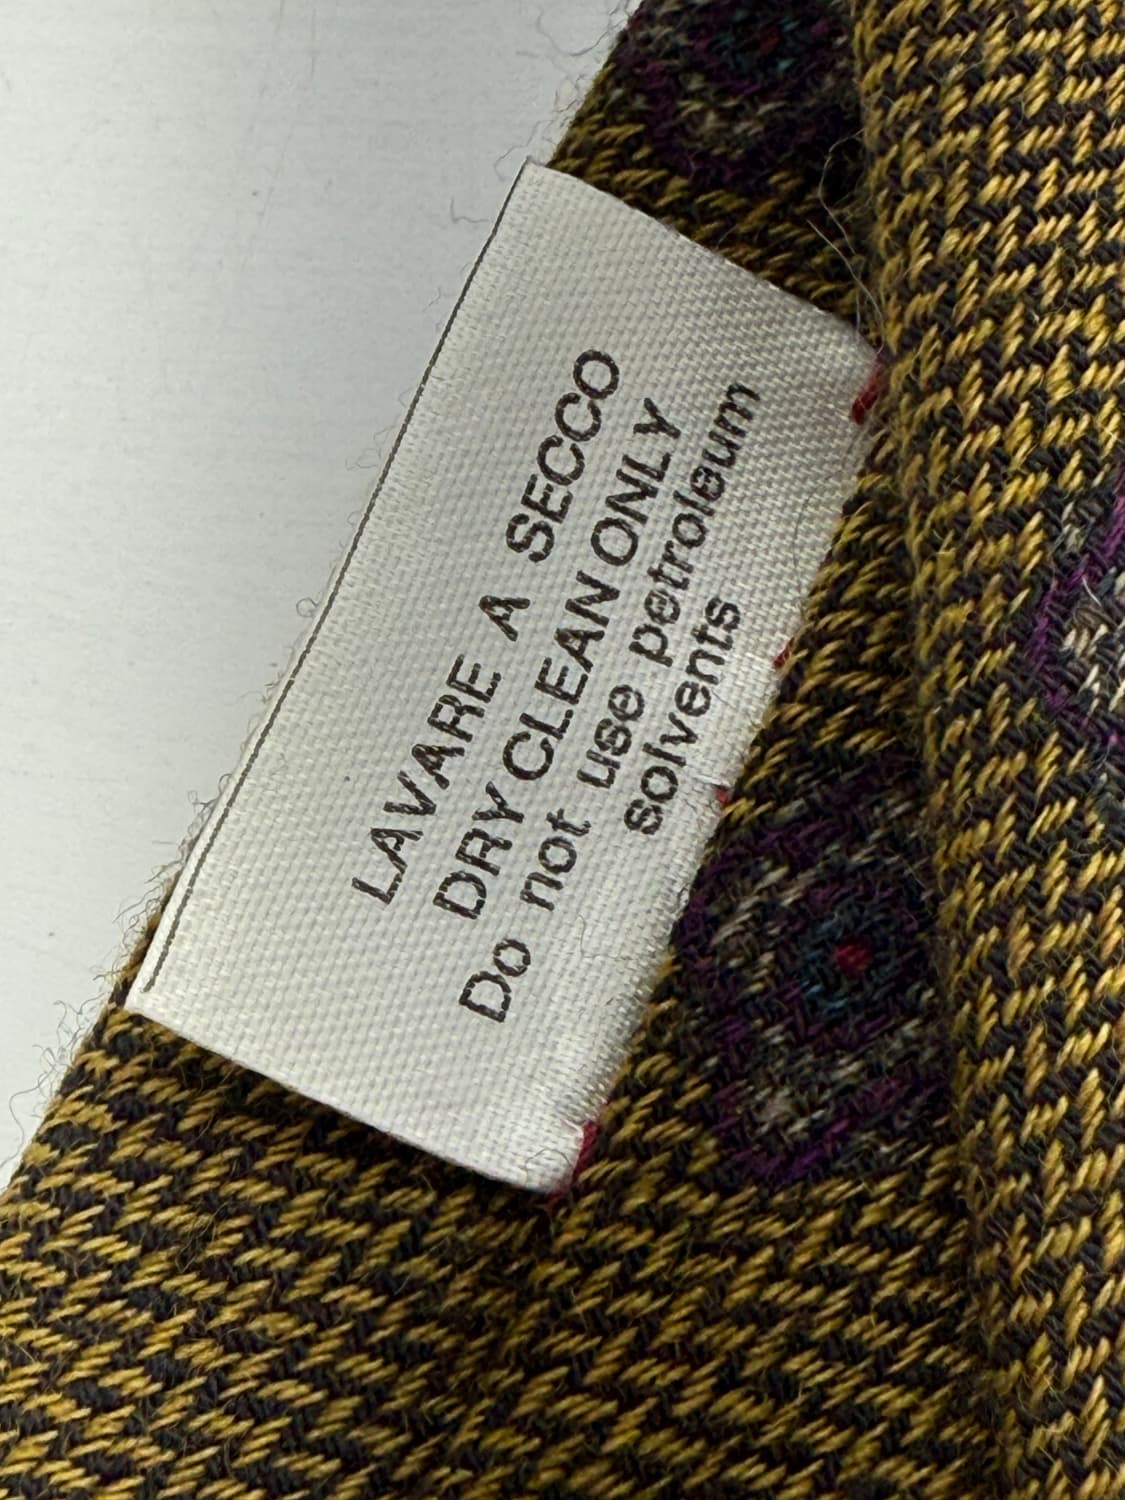 LAVARE A SECCO
DRY CLEAN ONLY
Do not use petroleum
solvents